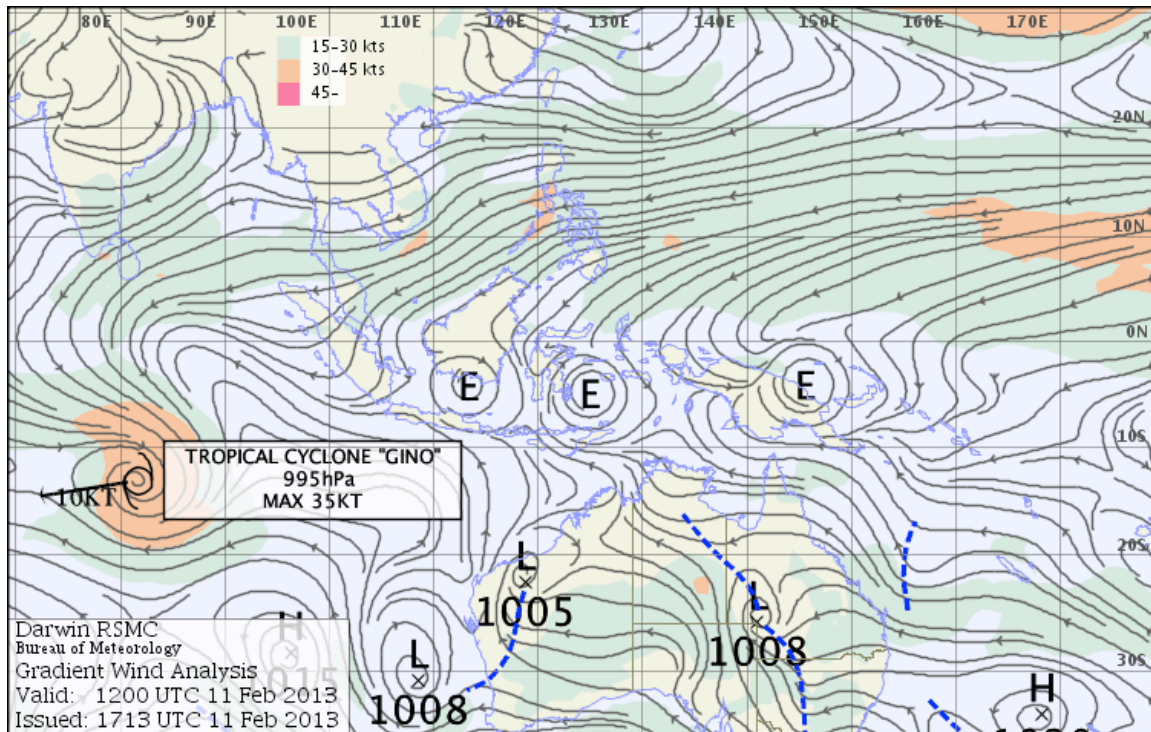 80E 90E 100E 110E 120E 130E 140E 150E 160E 170E
15-30 kts
30-45 kts
45-
20N
10N
0N
E E E
10S
TROPICAL CYCLONE "GINO"
995hPa
MAX 35KT
10KT
20S
L
1005
L
1008
H
1015
L
1008
30S
H
Darwin RSMC
Bureau of Meteorology
Gradient Wind Analysis
Valid: 1200 UTC 11 Feb 2013
Issued: 1713 UTC 11 Feb 2013